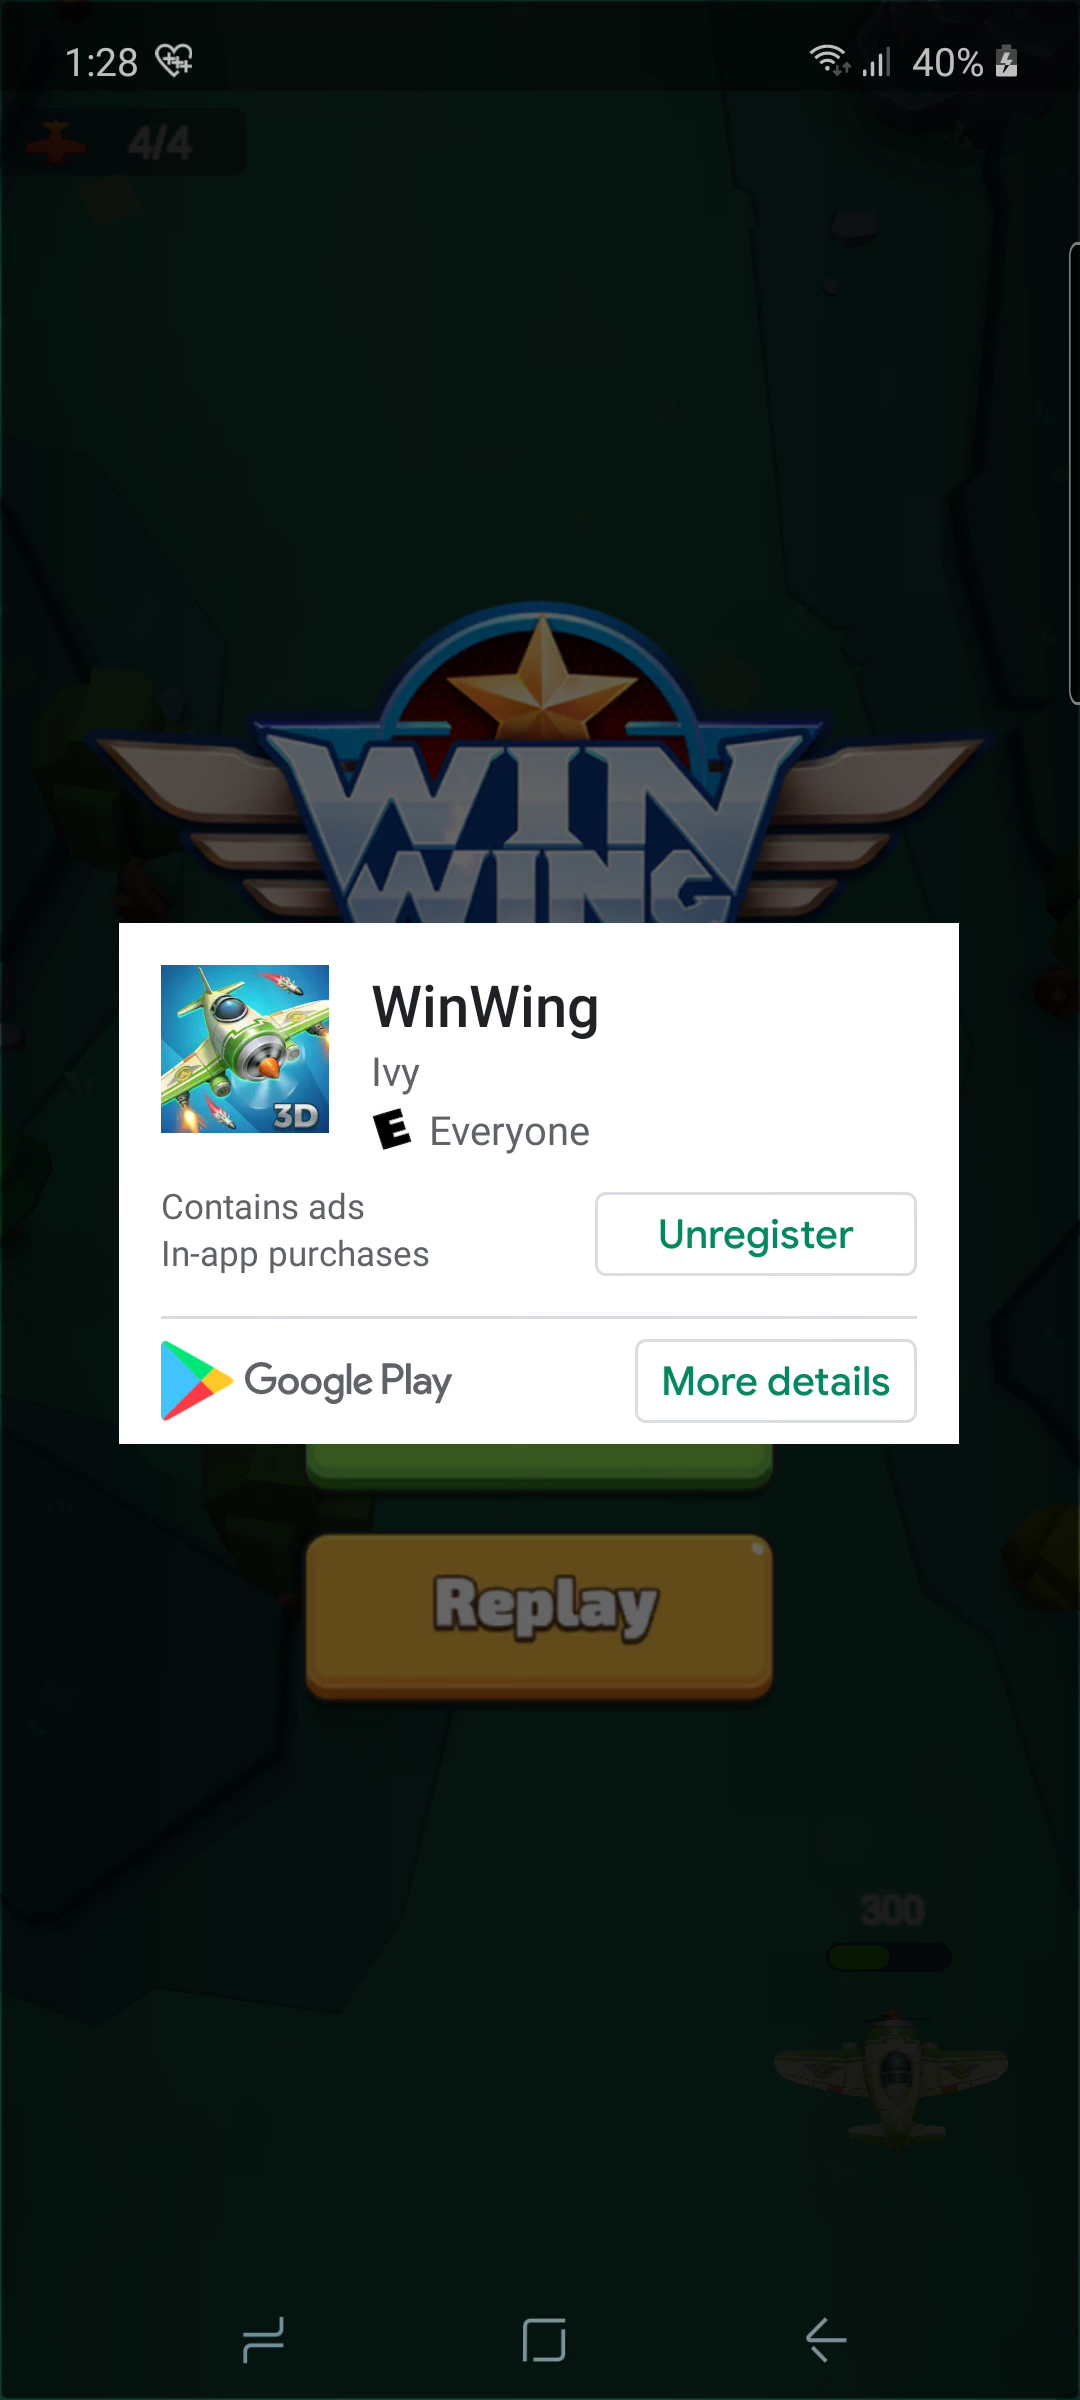 1:28
40%
4/4
WIN
WING
WinWing
Ivy
E Everyone
3D
Contains ads
In-app purchases
Unregister
Google Play
More details
Replay
300